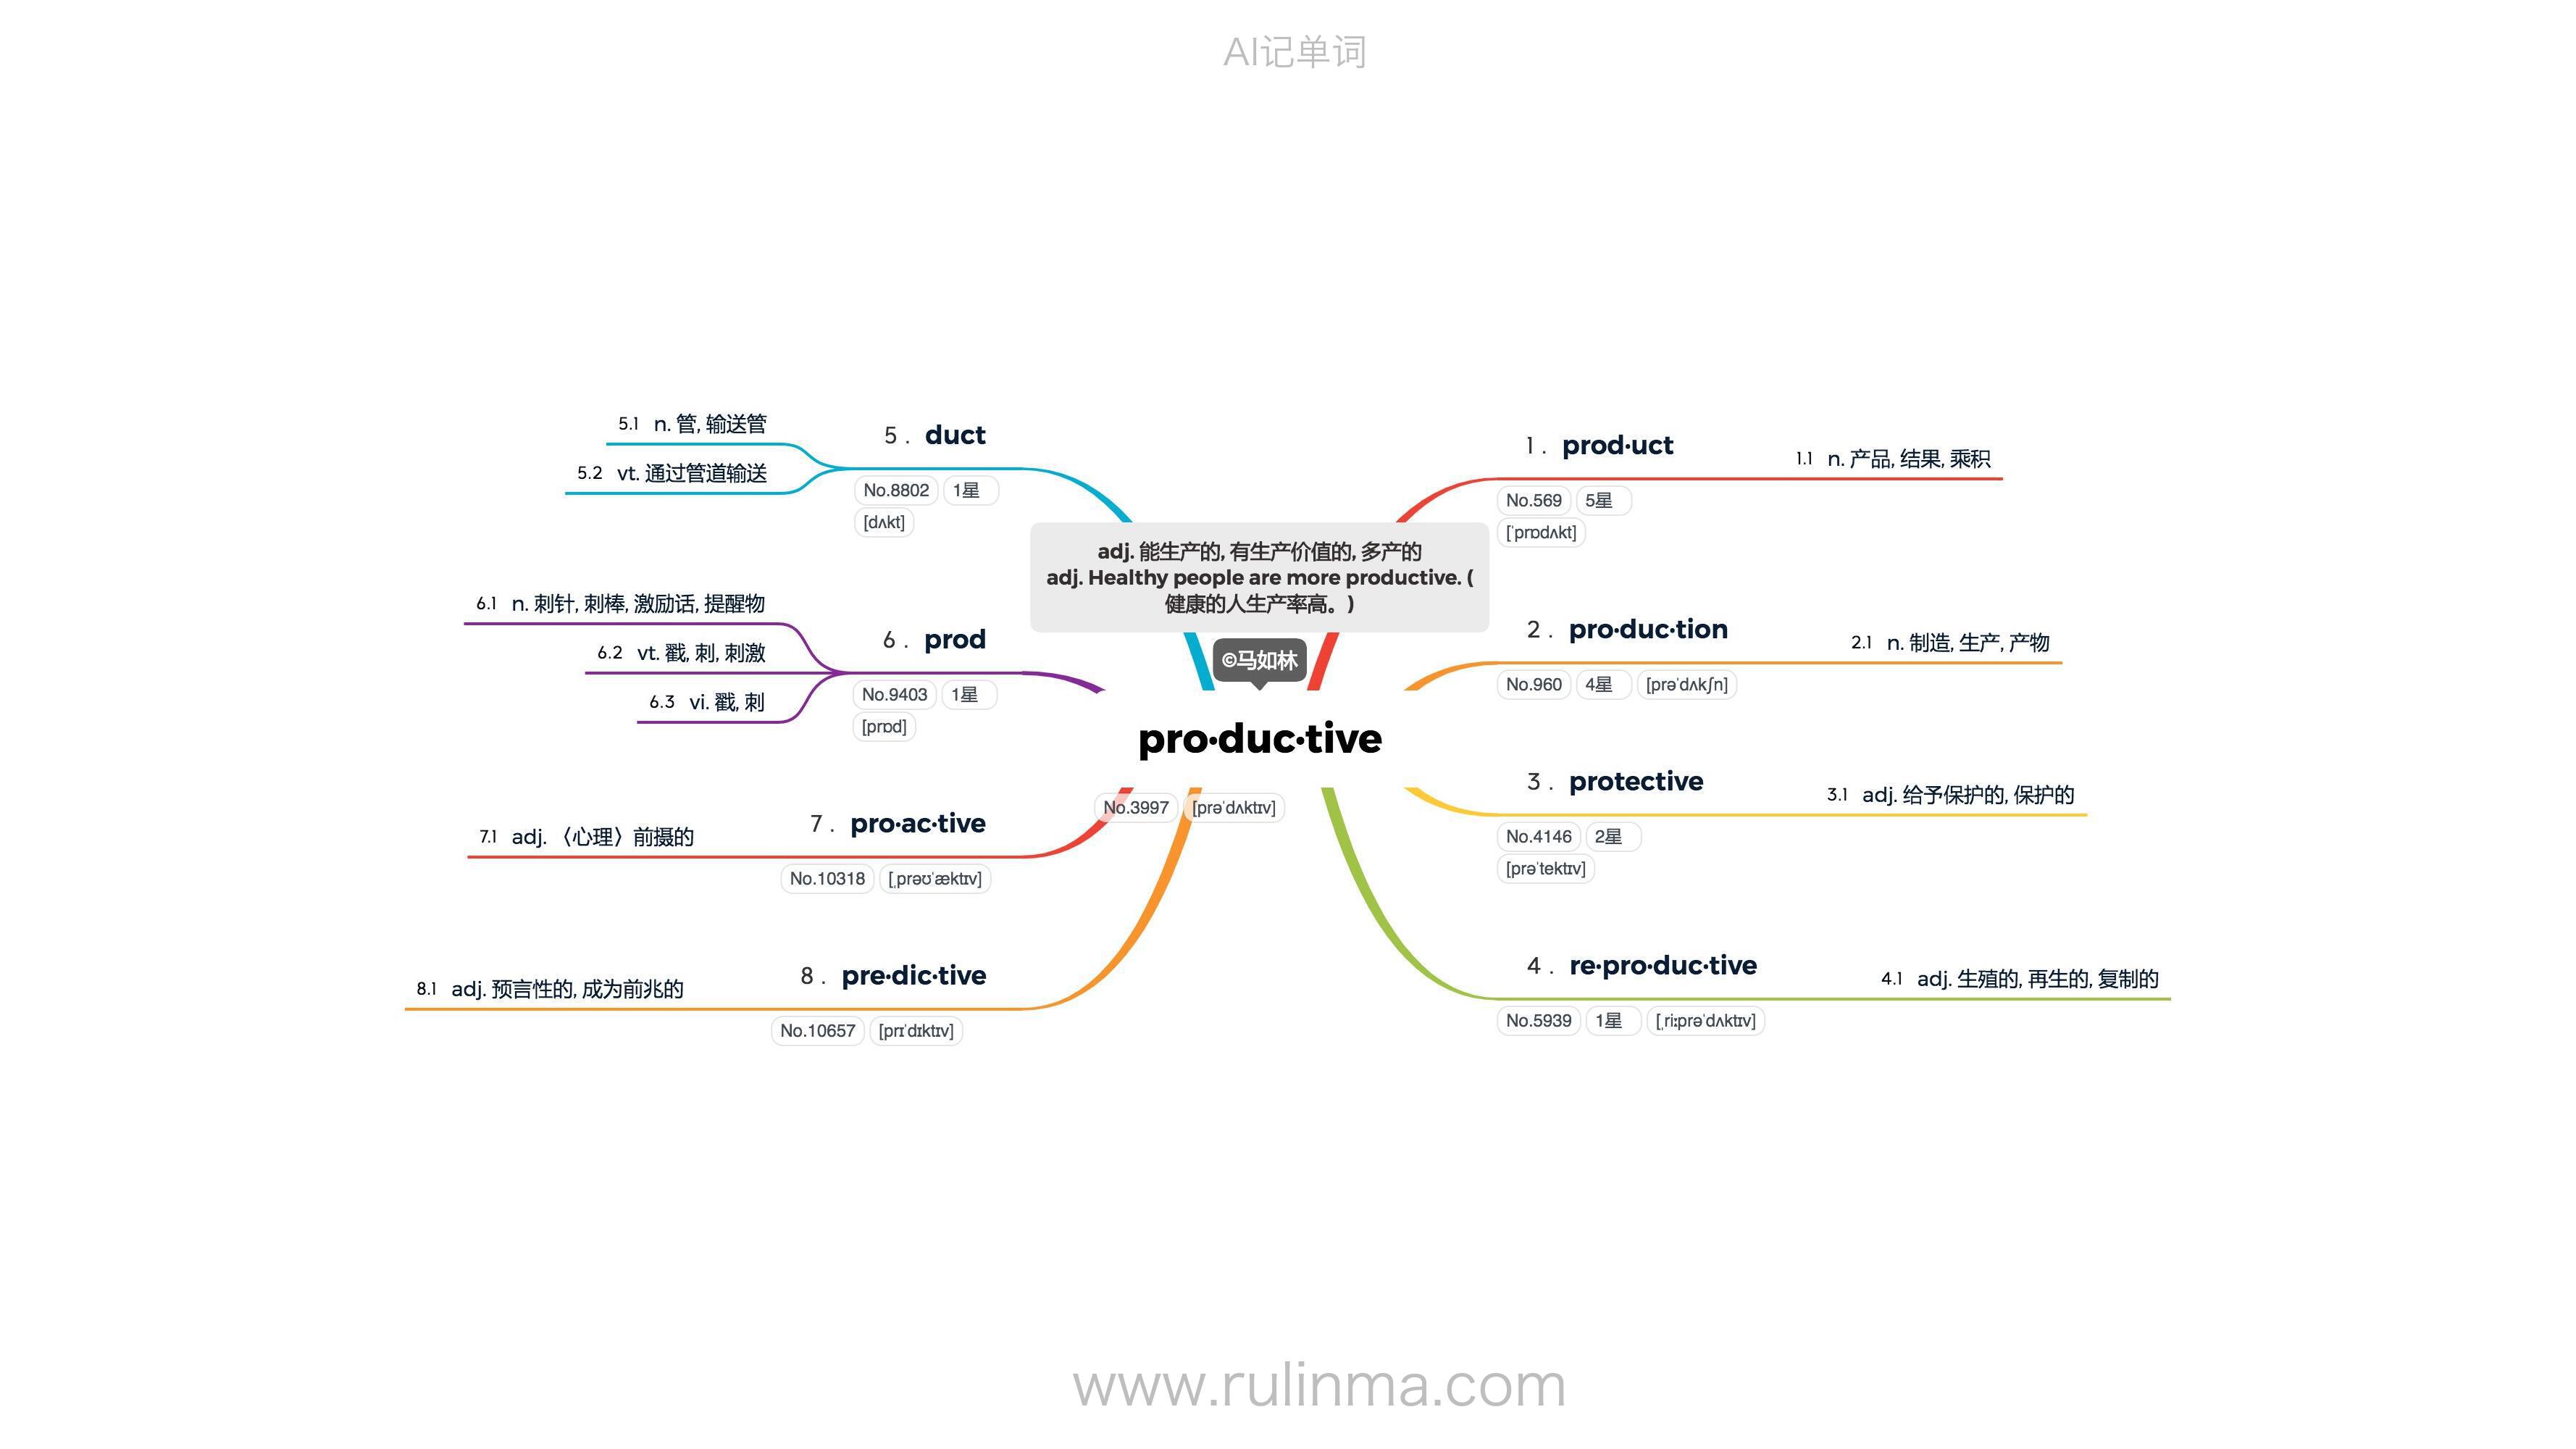 AI记单词
adj. 能生产的, 有生产价值的, 多产的
adj. Healthy people are more productive. (
健康的人生产率高。)
©马如林
pro·duc·tive
No.3997 [prəˈdʌktɪv]
1. prod·uct
No.569 5星
[ˈprɒdʌkt]
1.1 n. 产品, 结果, 乘积
2. pro·duc·tion
No.960 4星 [prəˈdʌkʃn]
2.1 n. 制造, 生产, 产物
3. protective
No.4146 2星
[prəˈtektɪv]
3.1 adj. 给予保护的, 保护的
4. re·pro·duc·tive
No.5939 1星 [ˌriːprəˈdʌktɪv]
4.1 adj. 生殖的, 再生的, 复制的
5. duct
No.8802 1星
[dʌkt]
5.1 n. 管, 输送管
5.2 vt. 通过管道输送
6. prod
No.9403 1星
[prɒd]
6.1 n. 刺针, 刺棒, 激励话, 提醒物
6.2 vt. 戳, 刺, 刺激
6.3 vi. 戳, 刺
7. pro·ac·tive
No.10318 [ˌprəʊˈæktɪv]
7.1 adj.〈心理〉前摄的
8. pre·dic·tive
No.10657 [prɪˈdɪktɪv]
8.1 adj. 预言性的, 成为前兆的
www.rulinma.com